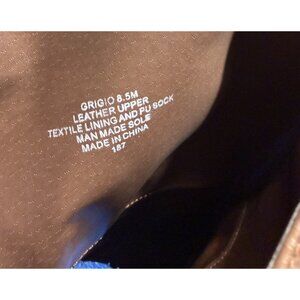 GRIGIO 8.5M
LEATHER UPPER
TEXTILE LINING AND PU SOCK
MAN MADE SOLE
MADE IN CHINA
187